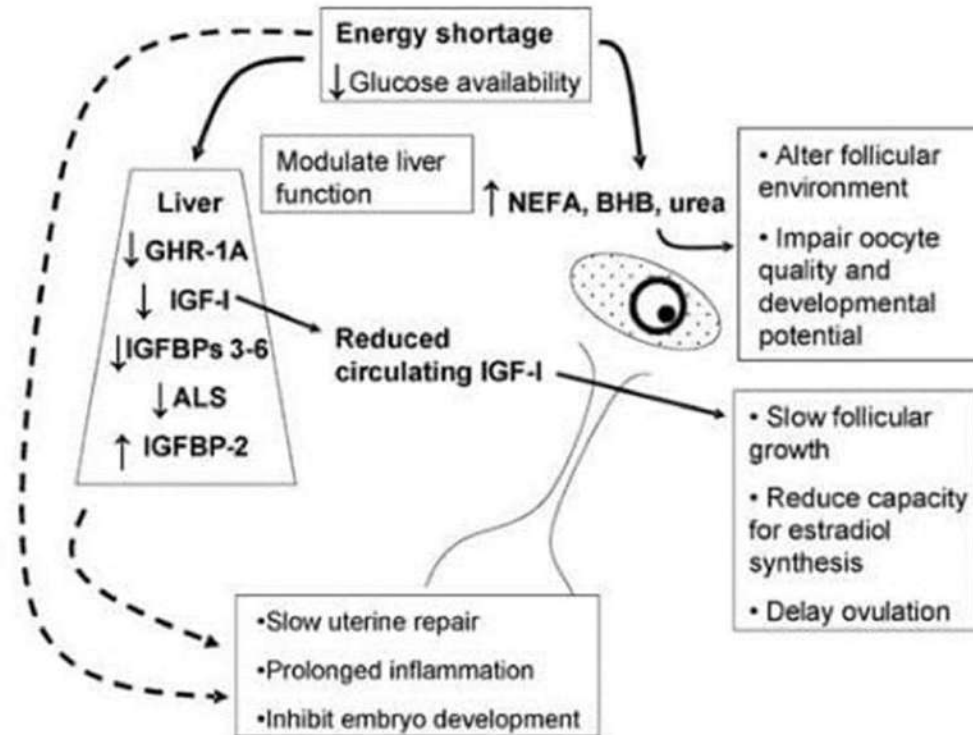 Energy shortage
↓Glucose availability
Modulate liver
function
Liver
↓GHR-1A
↓ IGF-I
↓IGFBPs 3-6
↓ALS
↑ IGFBP-2
↑ NEFA, BHB, urea
• Alter follicular
environment
• Impair oocyte
quality and
developmental
potential
Reduced
circulating IGF-I
• Slow follicular
growth
• Reduce capacity
for estradiol
synthesis
• Delay ovulation
•Slow uterine repair
•Prolonged inflammation
•Inhibit embryo development